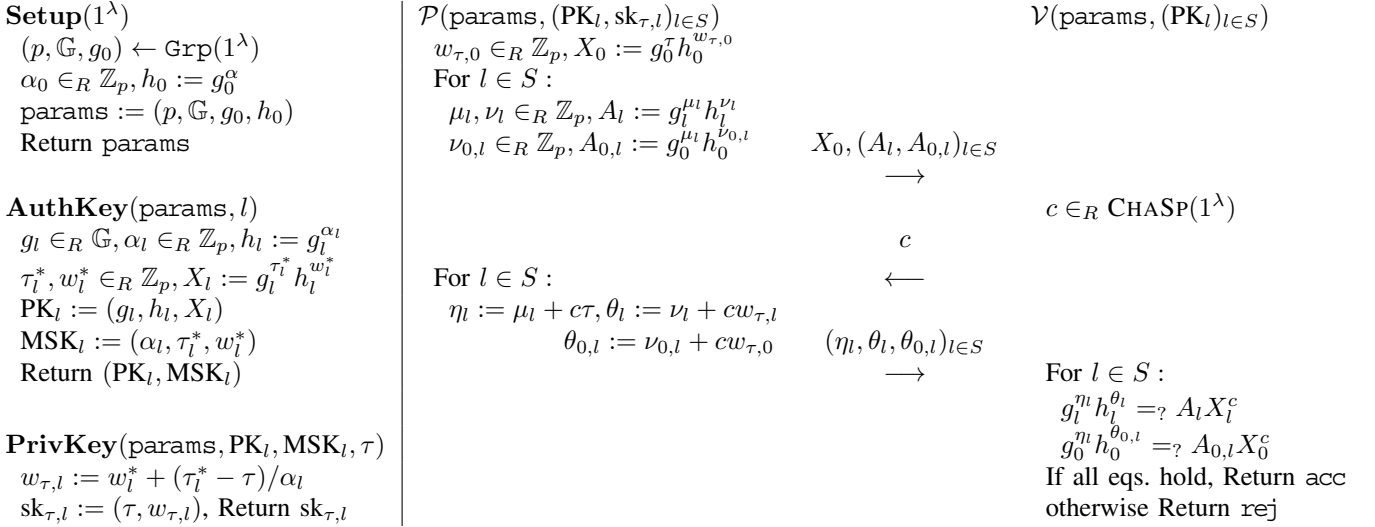 Setup(1^λ)
(p, 𝔾, g_0) ← Grp(1^λ)
α_0 ∈_R ℤ_p, h_0 := g_0^α
params := (p, 𝔾, g_0, h_0)
Return params
AuthKey(params, l)
g_l ∈_R 𝔾, α_l ∈_R ℤ_p, h_l := g_l^{α_l}
τ_l^*, w_l^* ∈_R ℤ_p, X_l := g_l^{τ_l^*} h_l^{w_l^*}
PK_l := (g_l, h_l, X_l)
MSK_l := (α_l, τ_l^*, w_l^*)
Return (PK_l, MSK_l)
PrivKey(params, PK_l, MSK_l, τ)
w_{τ,l} := w_l^* + (τ_l^* − τ)/α_l
sk_{τ,l} := (τ, w_{τ,l}), Return sk_{τ,l}
𝒫(params, (PK_l, sk_{τ,l})_{l∈S})
w_{τ,0} ∈_R ℤ_p, X_0 := g_0^τ h_0^{w_{τ,0}}
For l ∈ S :
μ_l, ν_l ∈_R ℤ_p, A_l := g_l^{μ_l} h_l^{ν_l}
ν_{0,l} ∈_R ℤ_p, A_{0,l} := g_0^{μ_l} h_0^{ν_{0,l}}
X_0, (A_l, A_{0,l})_{l∈S}
⟶
𝒱(params, (PK_l)_{l∈S})
c ∈_R CHASP(1^λ)
c
⟵
For l ∈ S :
η_l := μ_l + cτ, θ_l := ν_l + cw_{τ,l}
θ_{0,l} := ν_{0,l} + cw_{τ,0}
(η_l, θ_l, θ_{0,l})_{l∈S}
⟶
For l ∈ S :
g_l^{η_l} h_l^{θ_l} =_? A_l X_l^c
g_0^{η_l} h_0^{θ_{0,l}} =_? A_{0,l} X_0^c
If all eqs. hold, Return acc
otherwise Return rej